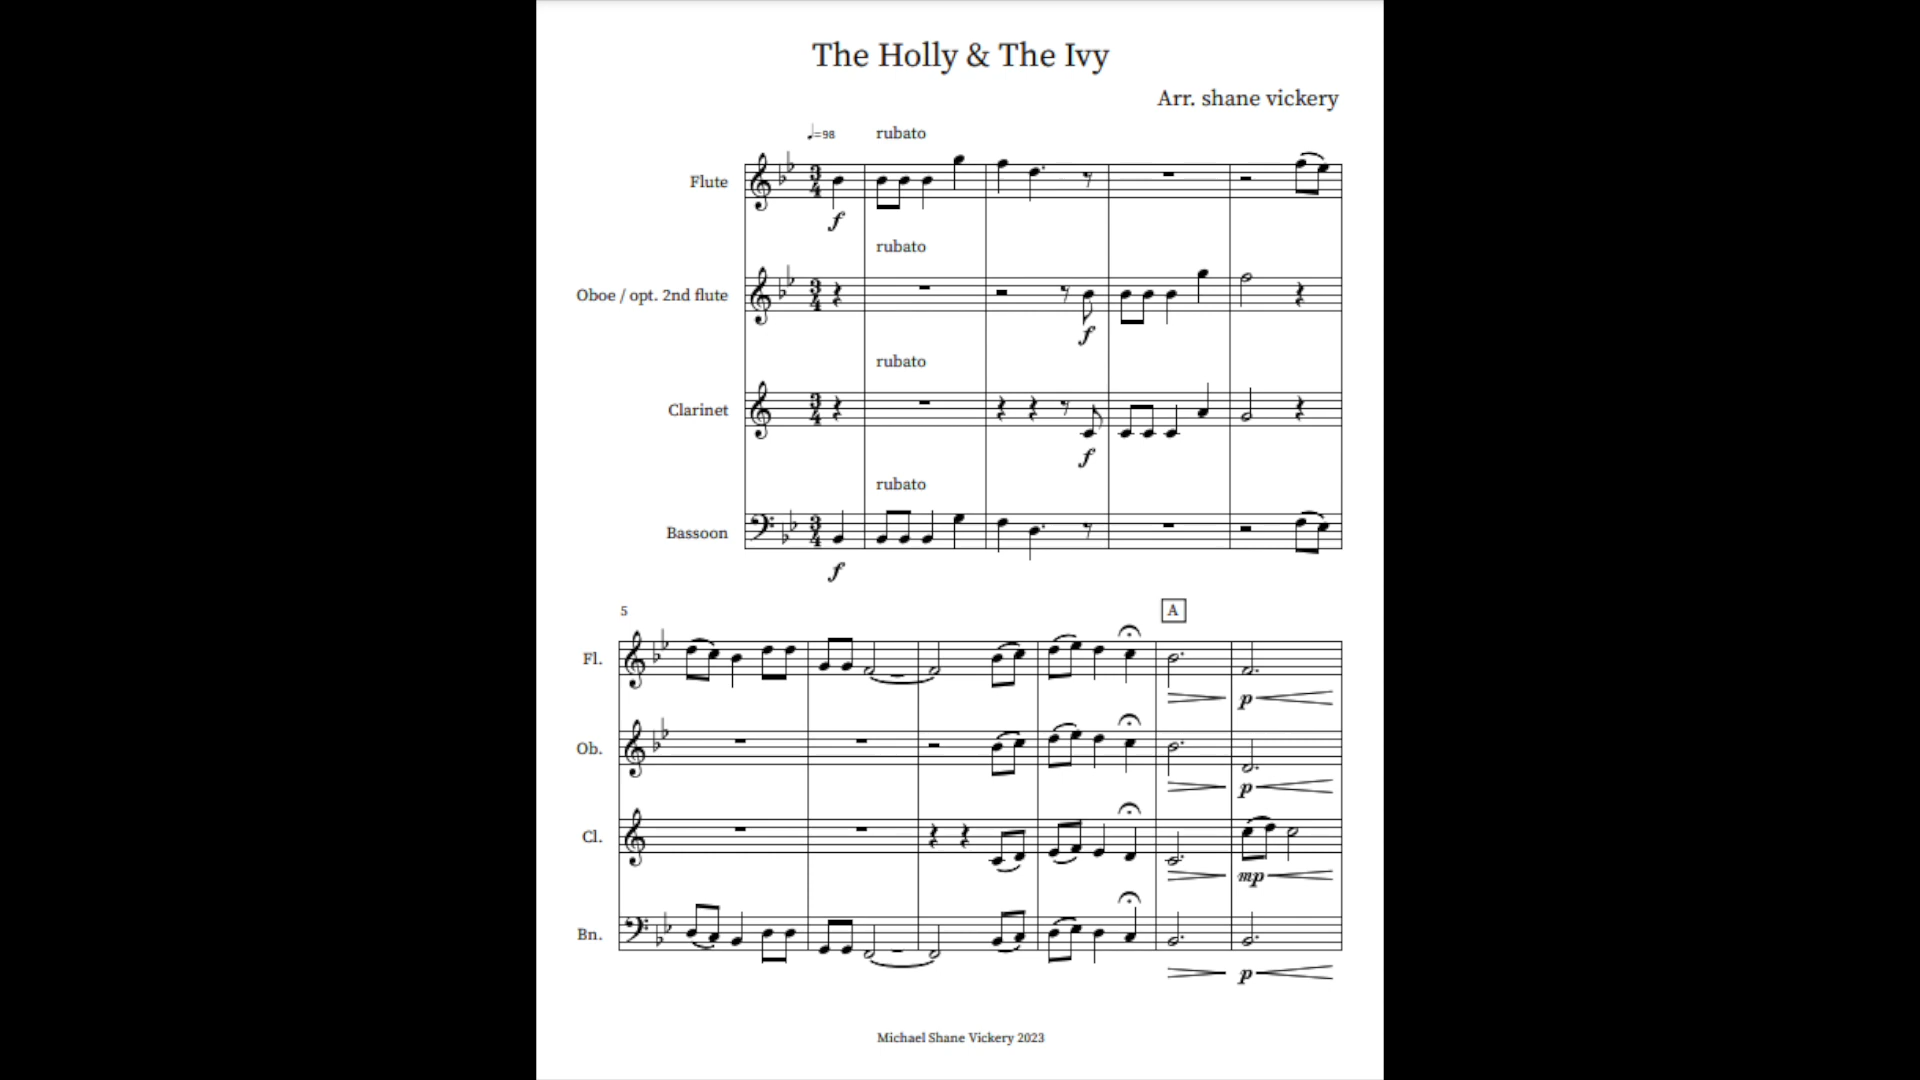 The Holly & The Ivy
Arr. shane vickery
♩=98 rubato
Flute
f
rubato
Oboe / opt. 2nd flute
f
rubato
Clarinet
f
rubato
Bassoon
f
5 A
Fl.
p
Ob.
p
Cl.
mp
Bn.
p
Michael Shane Vickery 2023